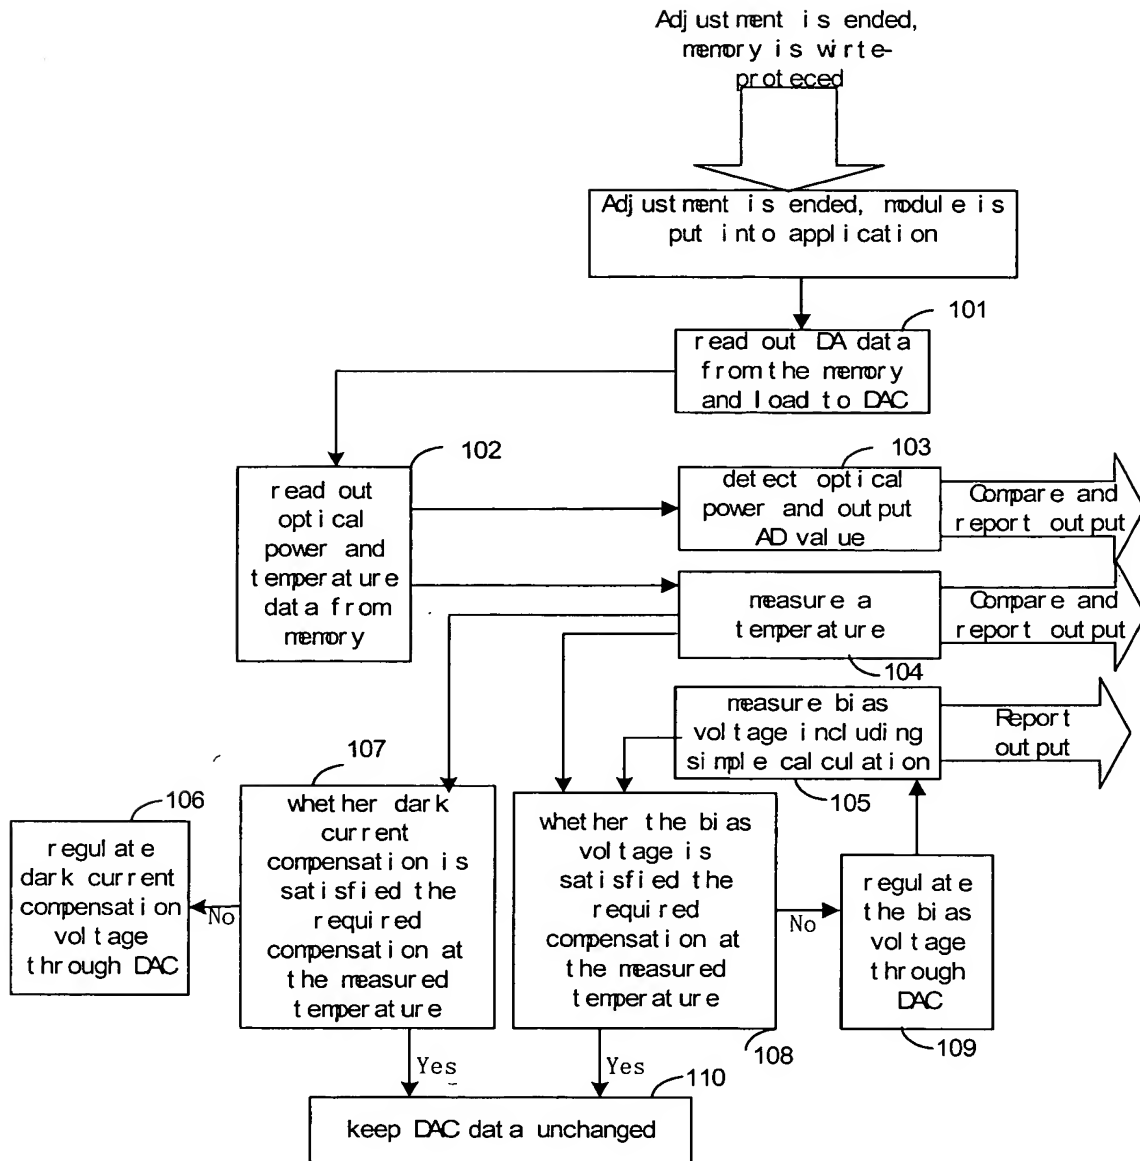 Adjustment is ended,
memory is wirte-
proteced
Adjustment is ended, module is
put into application
101
read out DA data
from the memory
and load to DAC
102
read out
optical
power and
temperature
data from
memory
103
detect optical
power and output
AD value
Compare and
report output
measure a
temperature
104
Compare and
report output
measure bias
voltage including
simple calculation
105
Report
output
106
regulate
dark current
compensation
voltage
through DAC
No
107
whether dark
current
compensation is
satisfied the
required
compensation at
the measured
temperature
whether the bias
voltage is
satisfied the
required
compensation at
the measured
temperature
108
No
regulate
the bias
voltage
through
DAC
109
Yes
Yes
110
keep DAC data unchanged